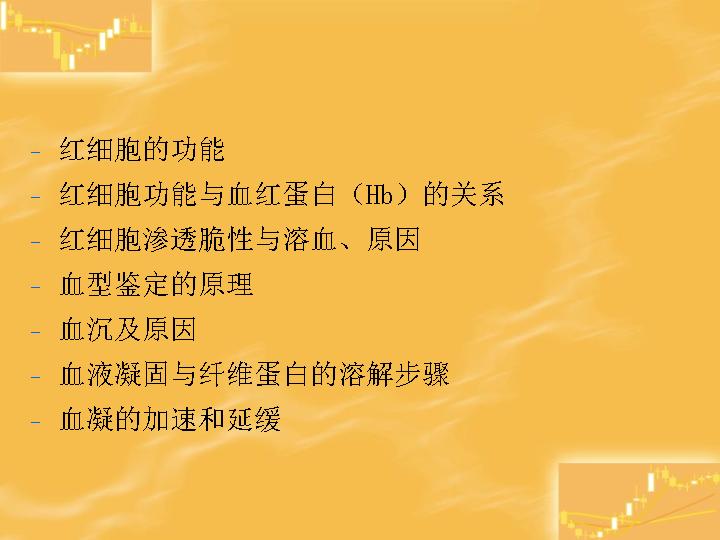 - 红细胞的功能
- 红细胞功能与血红蛋白（Hb）的关系
- 红细胞渗透脆性与溶血、原因
- 血型鉴定的原理
- 血沉及原因
- 血液凝固与纤维蛋白的溶解步骤
- 血凝的加速和延缓